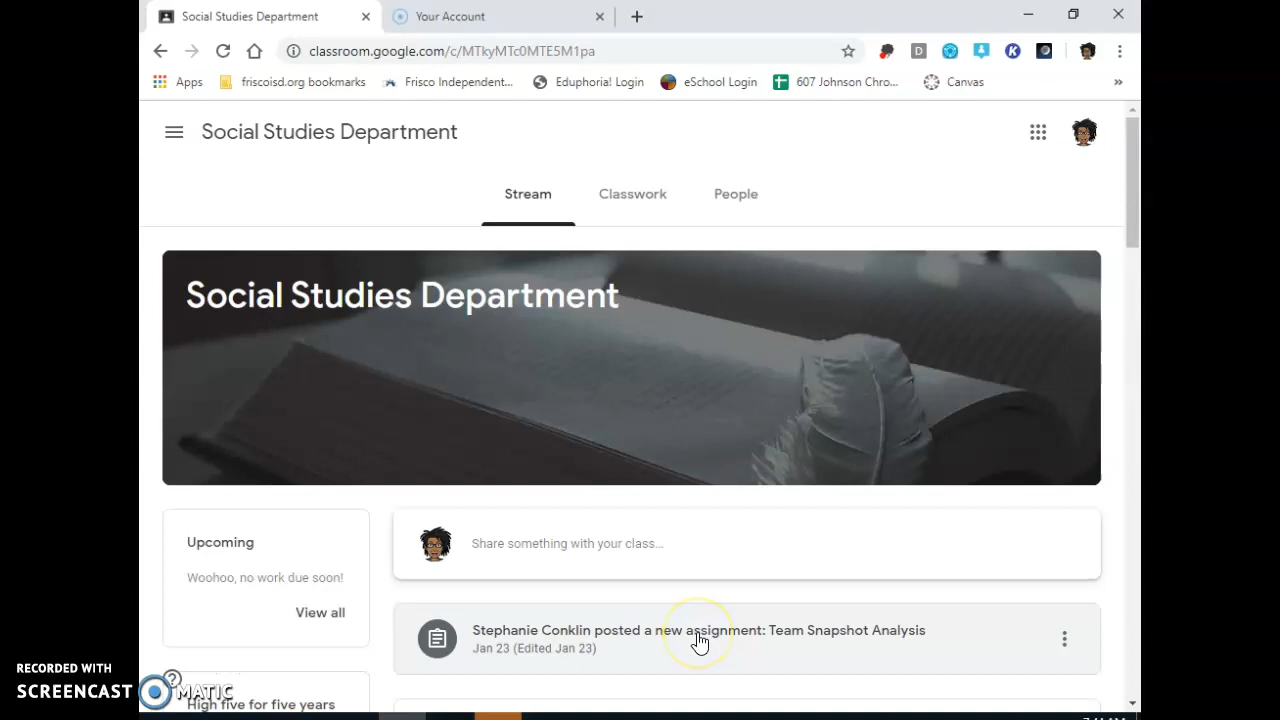 Social Studies Department
Your Account
classroom.google.com/c/MTkyMTc0MTE5M1pa
D
K
Apps
friscoisd.org bookmarks
Frisco Independent...
Eduphoria! Login
eSchool Login
607 Johnson Chro...
Canvas
»
Social Studies Department
Stream
Classwork
People
Social Studies Department
Upcoming
Woohoo, no work due soon!
View all
Share something with your class...
Stephanie Conklin posted a new assignment: Team Snapshot Analysis
Jan 23 (Edited Jan 23)
High five for five years
RECORDED WITH
SCREENCAST MATIC